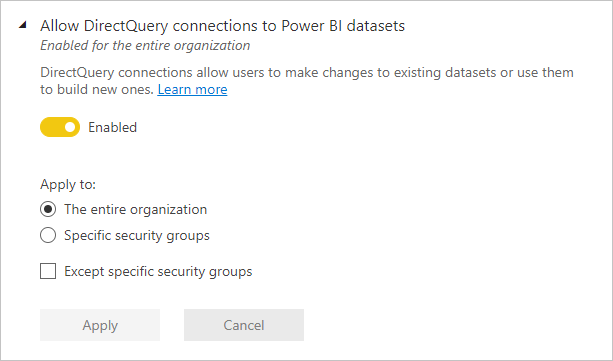 Allow DirectQuery connections to Power BI datasets
Enabled for the entire organization
DirectQuery connections allow users to make changes to existing datasets or use them
to build new ones. Learn more
Enabled
Apply to:
The entire organization
Specific security groups
Except specific security groups
Apply
Cancel